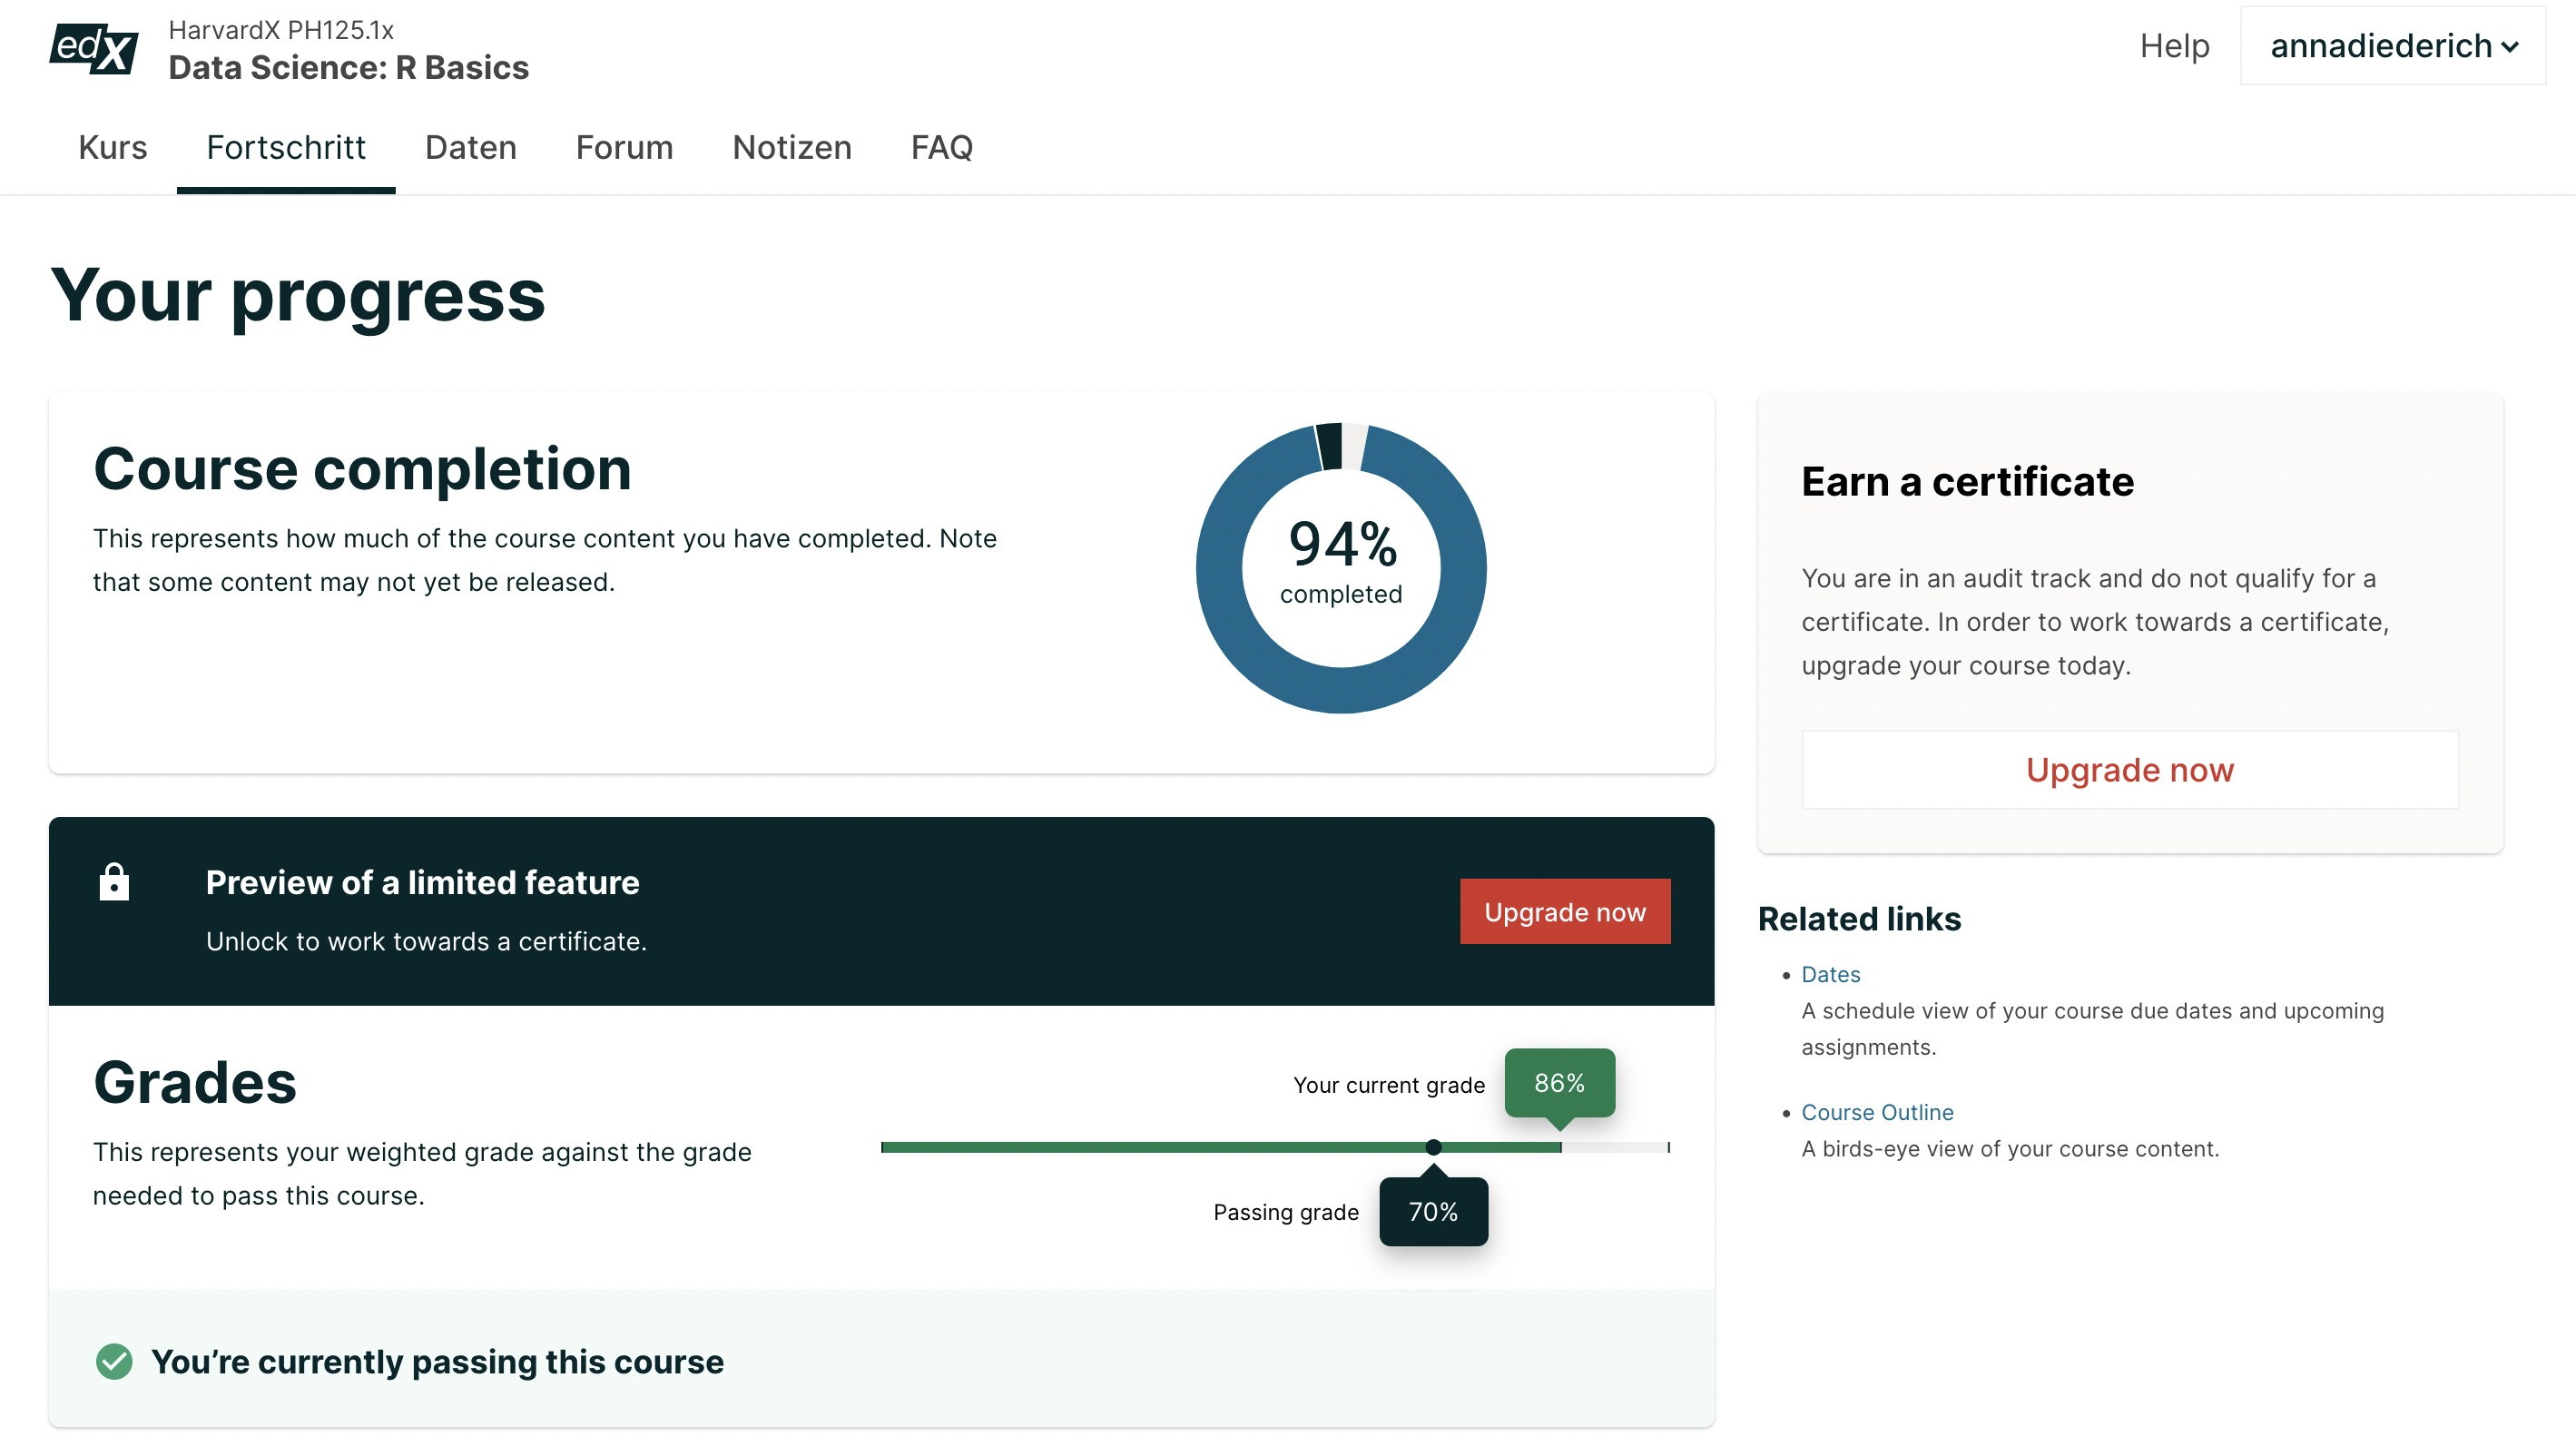 edX
HarvardX PH125.1x
Data Science: R Basics
Help
annadiederich
Kurs
Fortschritt
Daten
Forum
Notizen
FAQ
Your progress
Course completion
This represents how much of the course content you have completed. Note
that some content may not yet be released.
94%
completed
Earn a certificate
You are in an audit track and do not qualify for a
certificate. In order to work towards a certificate,
upgrade your course today.
Upgrade now
Preview of a limited feature
Unlock to work towards a certificate.
Upgrade now
Grades
This represents your weighted grade against the grade
needed to pass this course.
Your current grade
86%
Passing grade
70%
You’re currently passing this course
Related links
Dates
A schedule view of your course due dates and upcoming
assignments.
Course Outline
A birds-eye view of your course content.